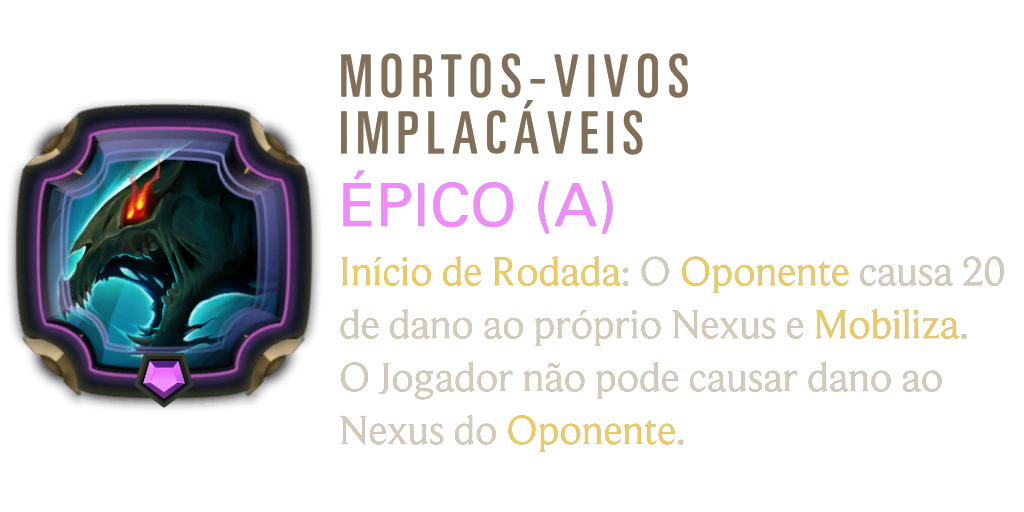 MORTOS-VIVOS
IMPLACÁVEIS
ÉPICO (A)
Início de Rodada: O Oponente causa 20
de dano ao próprio Nexus e Mobiliza.
O Jogador não pode causar dano ao
Nexus do Oponente.